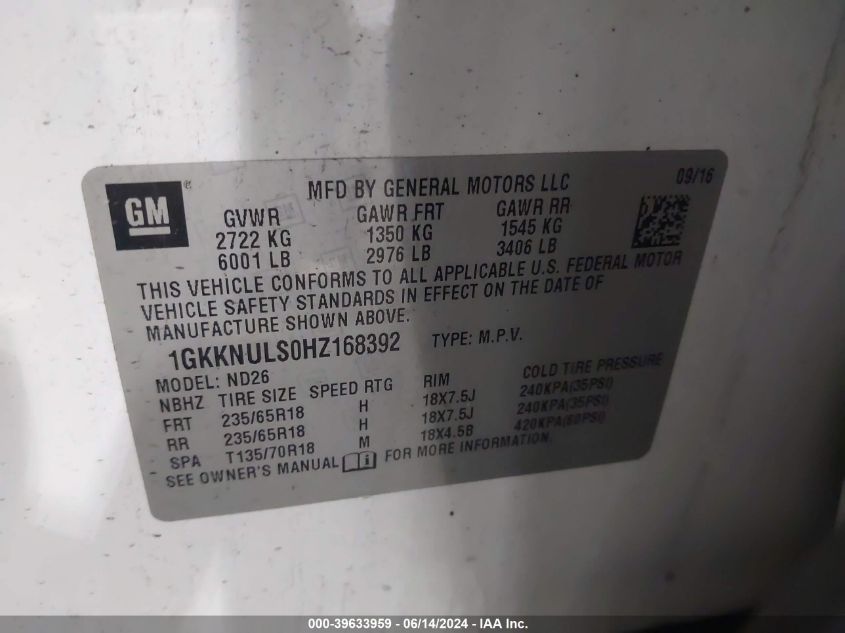 GM®
MFD BY GENERAL MOTORS LLC 09/16
GVWR GAWR FRT GAWR RR
2722 KG 1350 KG 1545 KG
6001 LB 2976 LB 3406 LB
THIS VEHICLE CONFORMS TO ALL APPLICABLE U.S. FEDERAL MOTOR
VEHICLE SAFETY STANDARDS IN EFFECT ON THE DATE OF
MANUFACTURE SHOWN ABOVE.
1GKKNULS0HZ168392 TYPE: M.P.V.
MODEL: ND26
NBHZ TIRE SIZE SPEED RTG RIM COLD TIRE PRESSURE
FRT 235/65R18 H 18X7.5J 240KPA(35PSI)
RR 235/65R18 H 18X7.5J 240KPA(35PSI)
SPA T135/70R18 M 18X4.5B 420KPA(60PSI)
SEE OWNER'S MANUAL i FOR MORE INFORMATION.
000-39633959 / 06/14/2024 - IAA Inc.